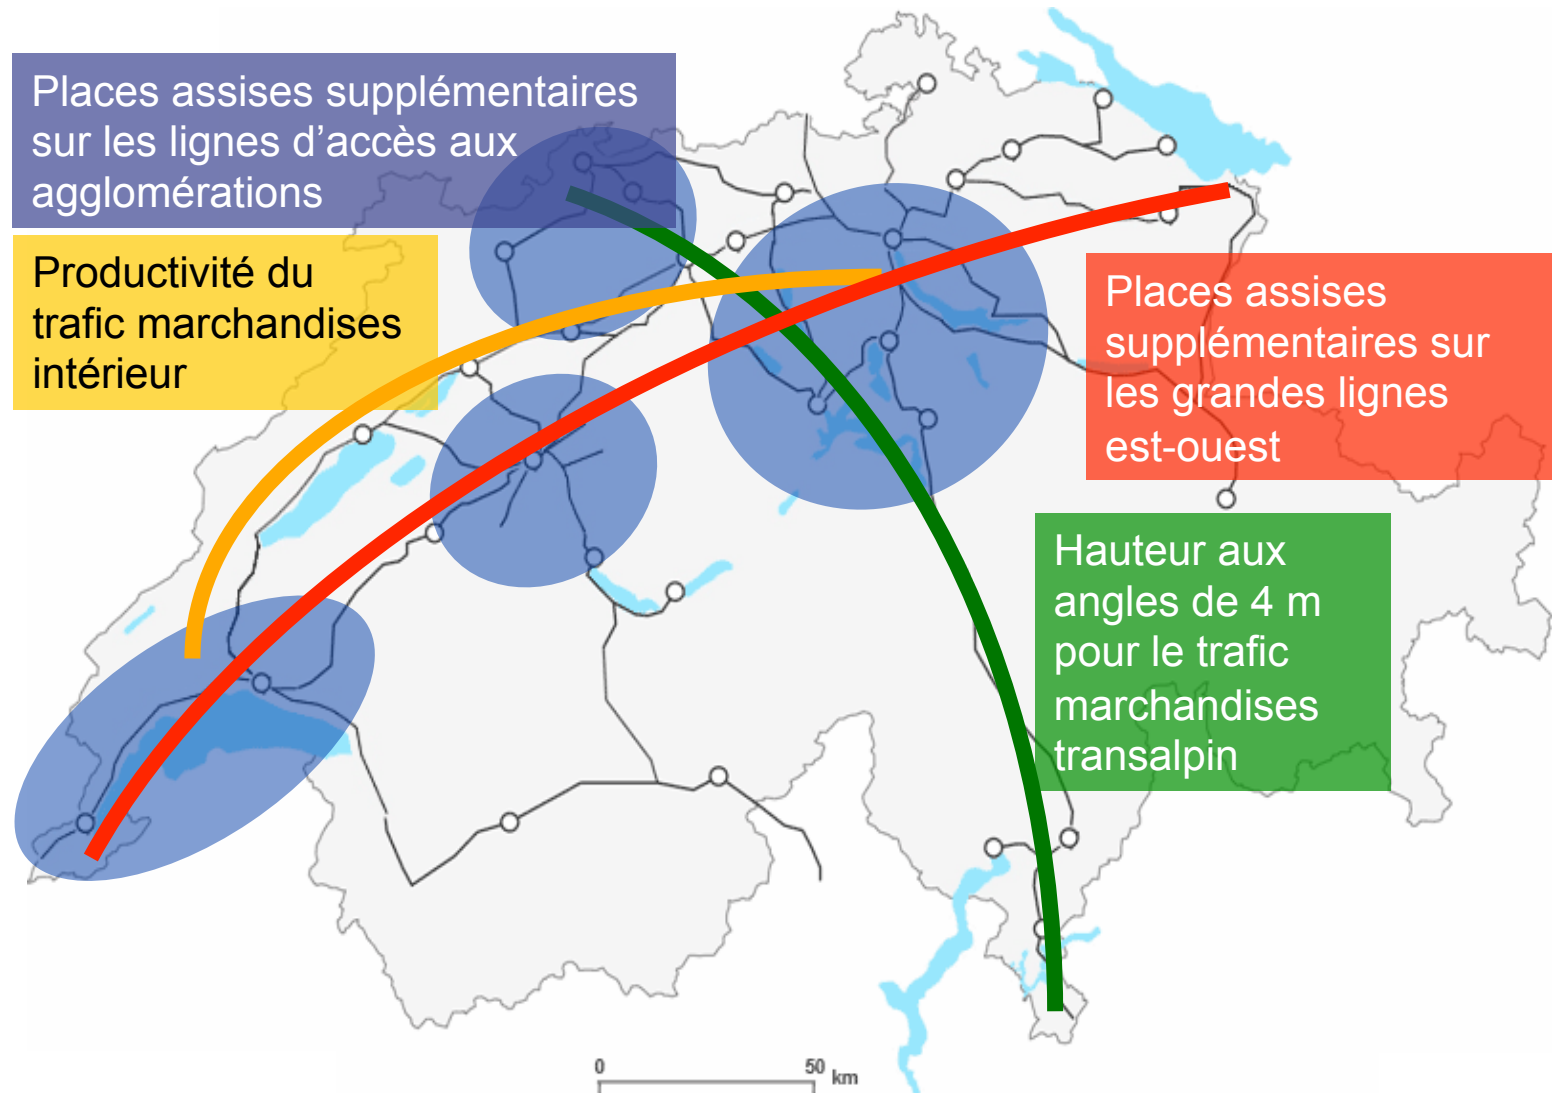 Places assises supplémentaires
sur les lignes d’accès aux
agglomérations
Productivité du
trafic marchandises
intérieur
Places assises
supplémentaires sur
les grandes lignes
est-ouest
Hauteur aux
angles de 4 m
pour le trafic
marchandises
transalpin
0 50 km